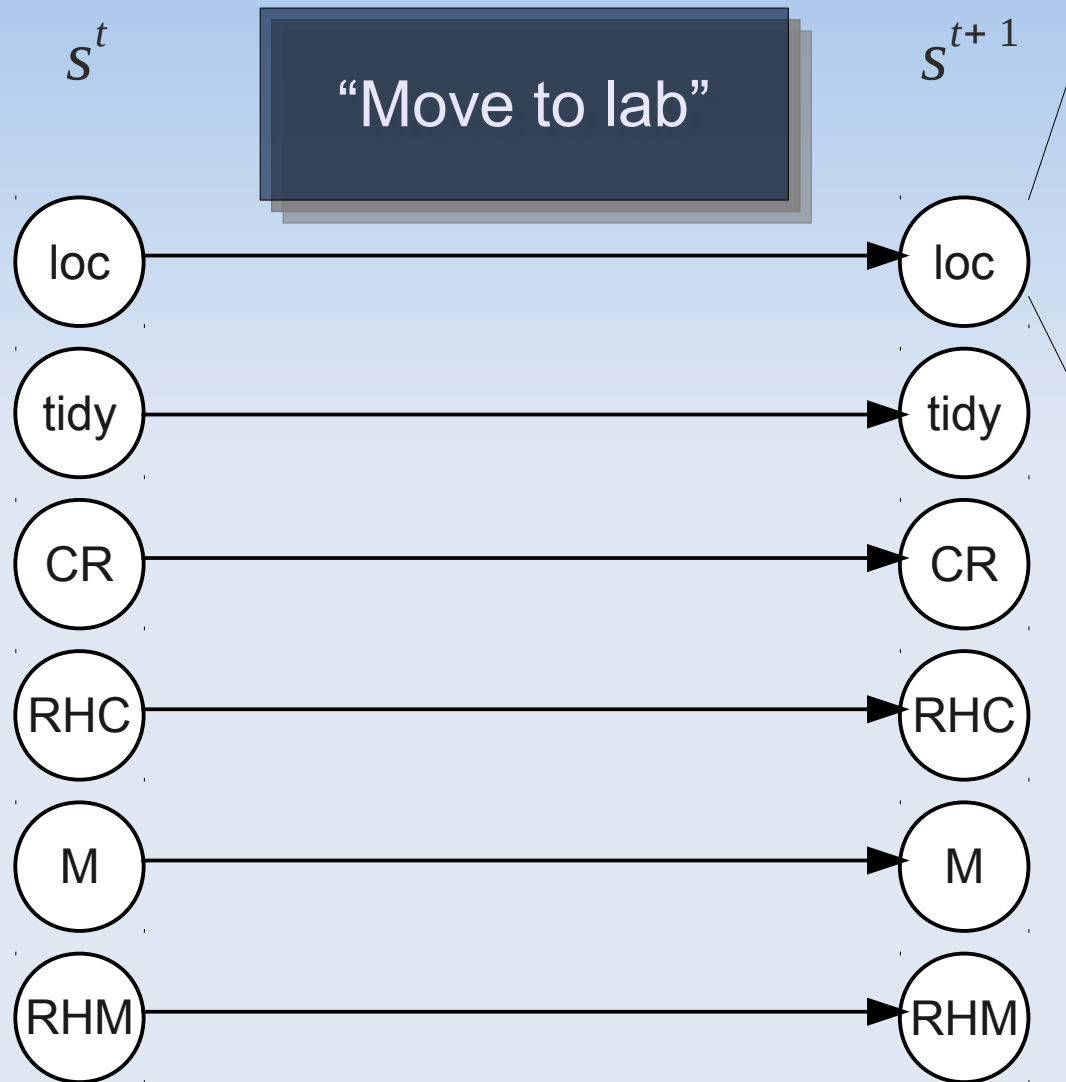 s^t “Move to lab” s^{t+1}
loc loc
tidy tidy
CR CR
RHC RHC
M M
RHM RHM